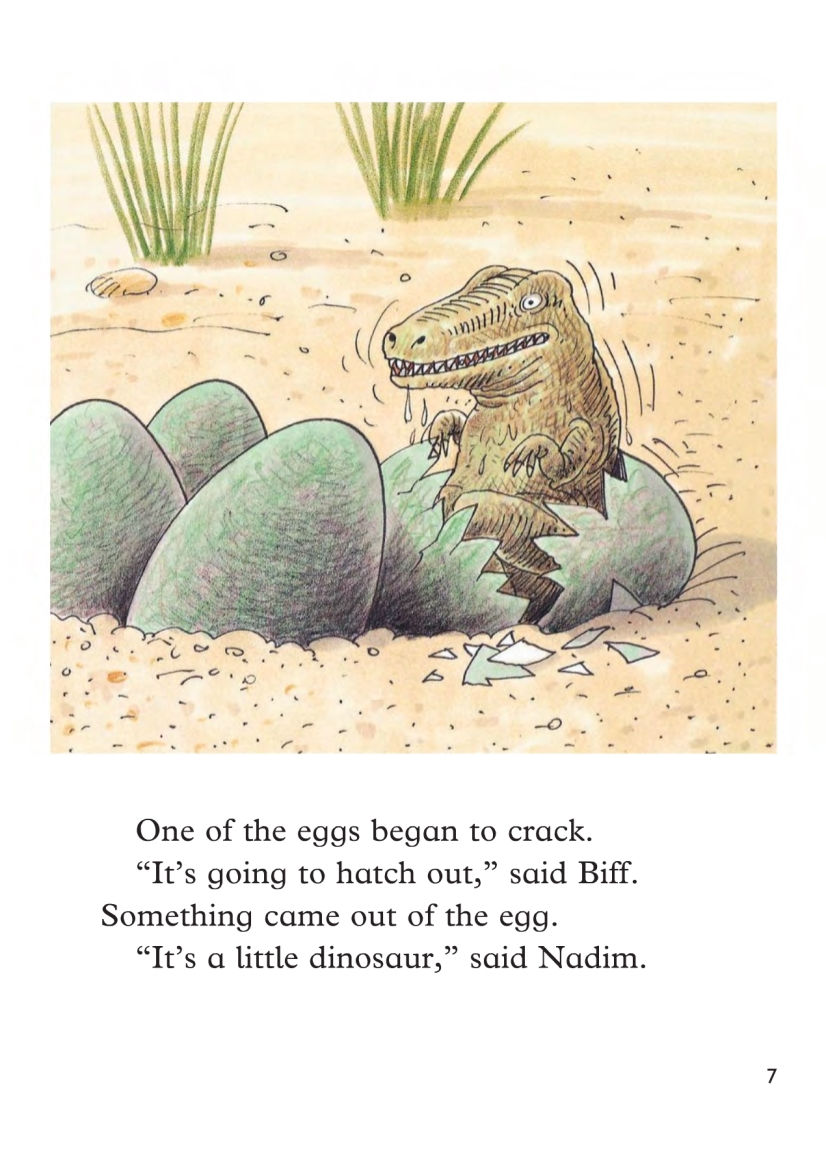 One of the eggs began to crack.
“It’s going to hatch out,” said Biff.
Something came out of the egg.
“It’s a little dinosaur,” said Nadim.
7